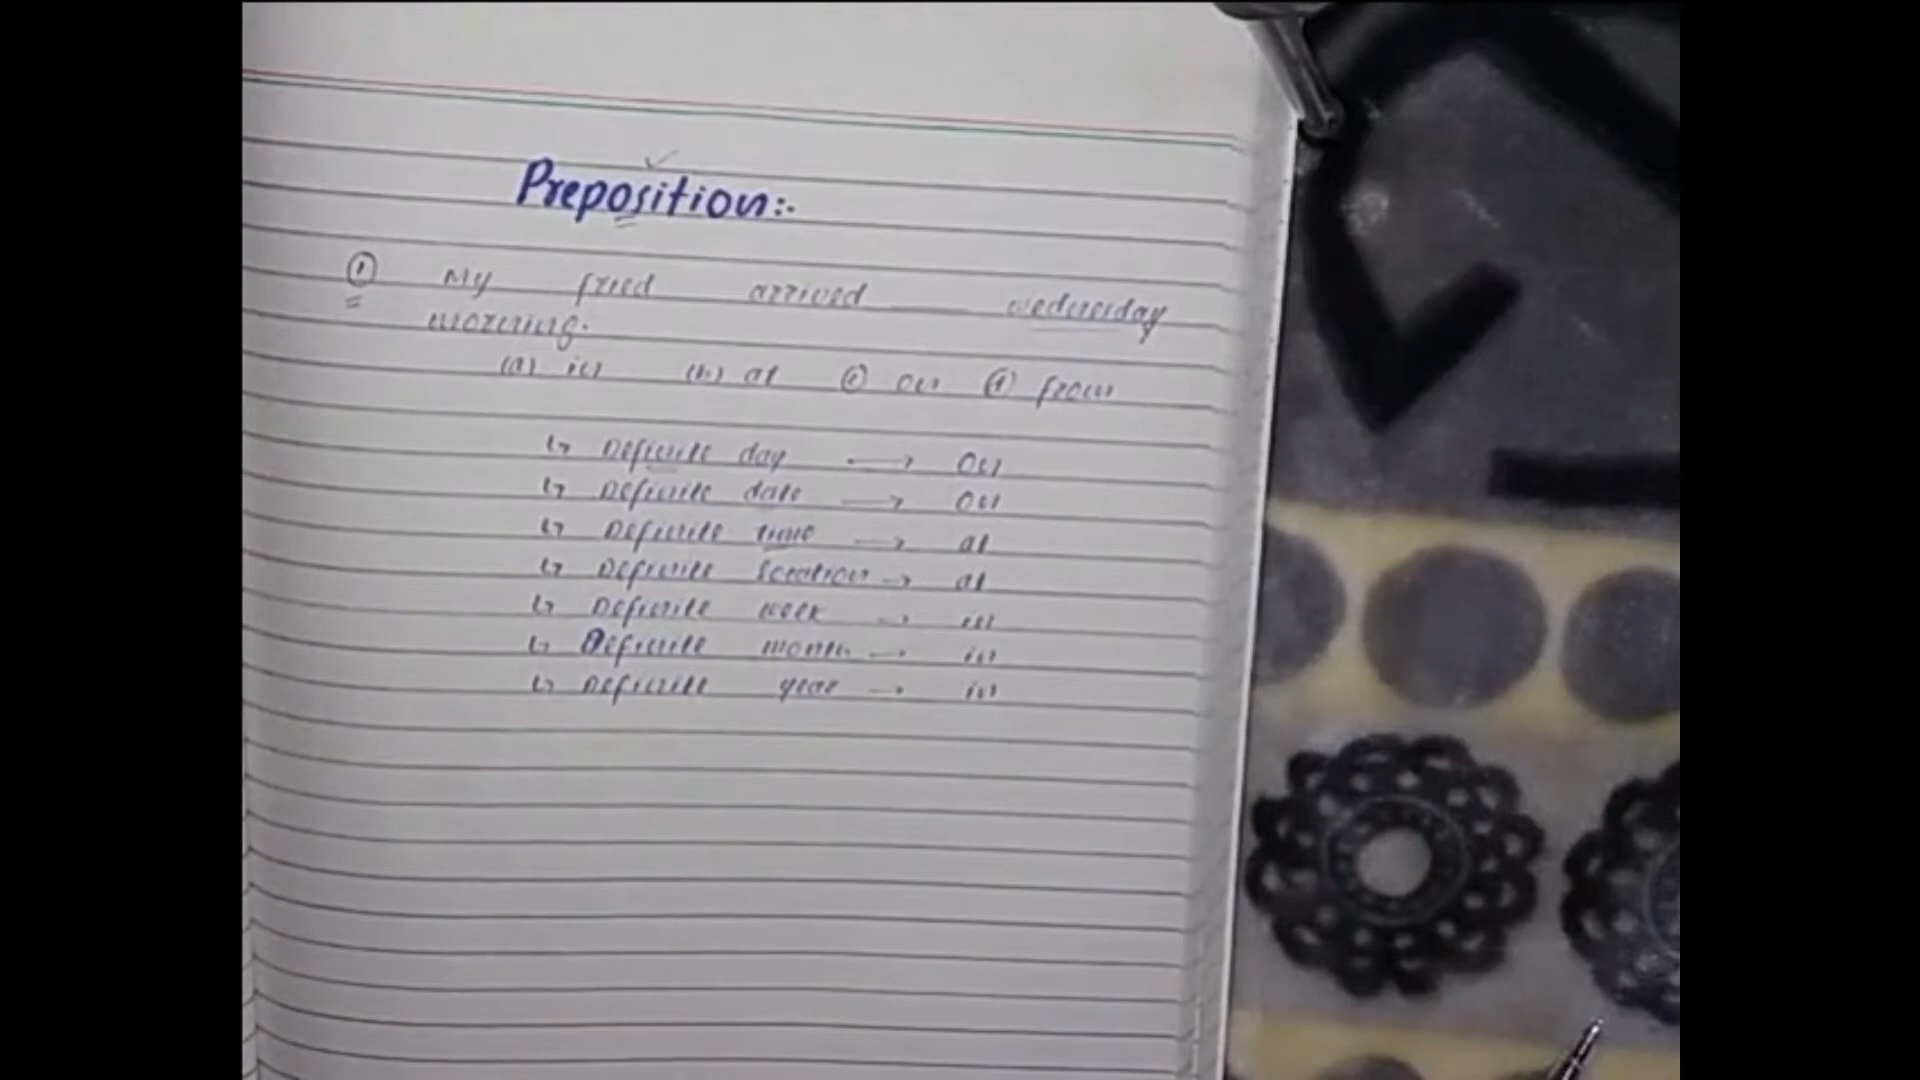 Preposition:-
① My fried arrived ____ wednesday
morning.
(a) in (b) at (c) on (d) from
↳ Definite day → on
↳ Definite date → on
↳ Definite time → at
↳ Definite location → at
↳ Definite week → in
↳ Definite month → in
↳ Definite year → in